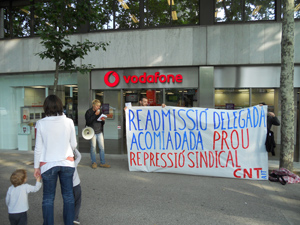 vodafone
READMISSIÓ DELEGADA
ACOMIADADA PROU
REPRESSIÓ SINDICAL
CNT